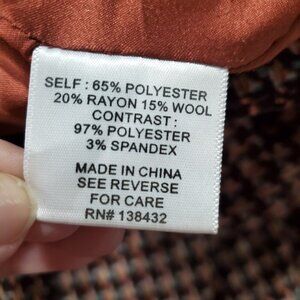 SELF : 65% POLYESTER
20% RAYON 15% WOOL
CONTRAST :
97% POLYESTER
3% SPANDEX
MADE IN CHINA
SEE REVERSE
FOR CARE
RN# 138432